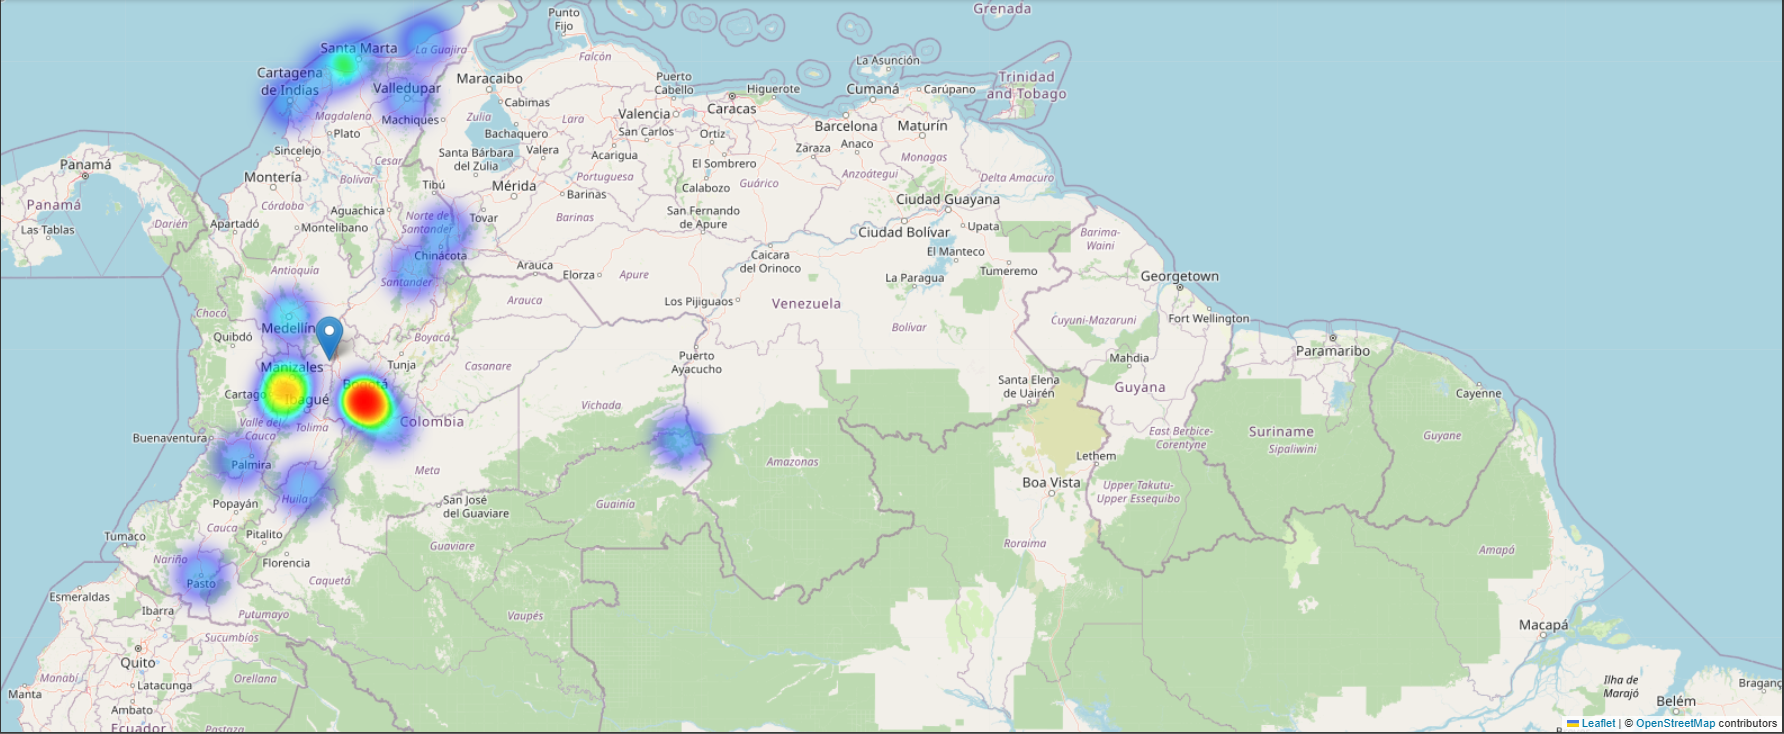 Grenada
Punto
Fijo
Santa Marta
La Guajira
Falcón
La Asunción
Cartagena
de Indias
Maracaibo
Puerto
Cabello
Higuerote
Cumaná
Carúpano
Trinidad
and Tobago
Valledupar
Cabimas
Caracas
Magdalena
Machiques
Zulia
Lara
Valencia
Barcelona
Maturín
Plato
Bachaquero
San Carlos
Ortiz
Anaco
Sincelejo
Santa Bárbara
del Zulia
Valera
Acarigua
Zaraza
Monagas
Panamá
Cesar
El Sombrero
Montería
Bolívar
Tibú
Mérida
Portuguesa
Calabozo
Guárico
Anzoátegui
Delta Amacuro
Panamá
Córdoba
Barinas
Ciudad Guayana
Aguachica
Norte de
Santander
Tovar
Barinas
San Fernando
de Apure
Las Tablas
Darién
Apartadó
Montelíbano
Ciudad Bolívar
Upata
Barima-
Waini
Chinácota
El Manteco
Caicara
del Orinoco
Antioquia
Santander
Arauca
Elorza
Apure
La Paragua
Tumeremo
Georgetown
Arauca
Los Pijiguaos
Venezuela
Chocó
Medellín
Bolívar
Cuyuni-Mazaruni
Fort Wellington
Quibdó
Boyacá
Puerto
Ayacucho
Mahdia
Paramaribo
Manizales
Tunja
Casanare
Bogotá
Santa Elena
de Uairén
Guyana
Cartago
Ibagué
Vichada
Cayenne
Valle del
Cauca
Tolima
Colombia
Buenaventura
East Berbice-
Corentyne
Suriname
Sipaliwini
Guyane
Palmira
Meta
Amazonas
Lethem
Huila
Boa Vista
Upper Takutu-
Upper Essequibo
Popayán
San José
del Guaviare
Guainía
Cauca
Tumaco
Pitalito
Guaviare
Roraima
Amapá
Nariño
Florencia
Pasto
Caquetá
Esmeraldas
Ibarra
Putumayo
Vaupés
Sucumbíos
Macapá
Quito
Manabí
Orellana
Manta
Latacunga
Ilha de
Marajó
Ambato
Belém
Ecuador
Pastaza
Leaflet | © OpenStreetMap contributors